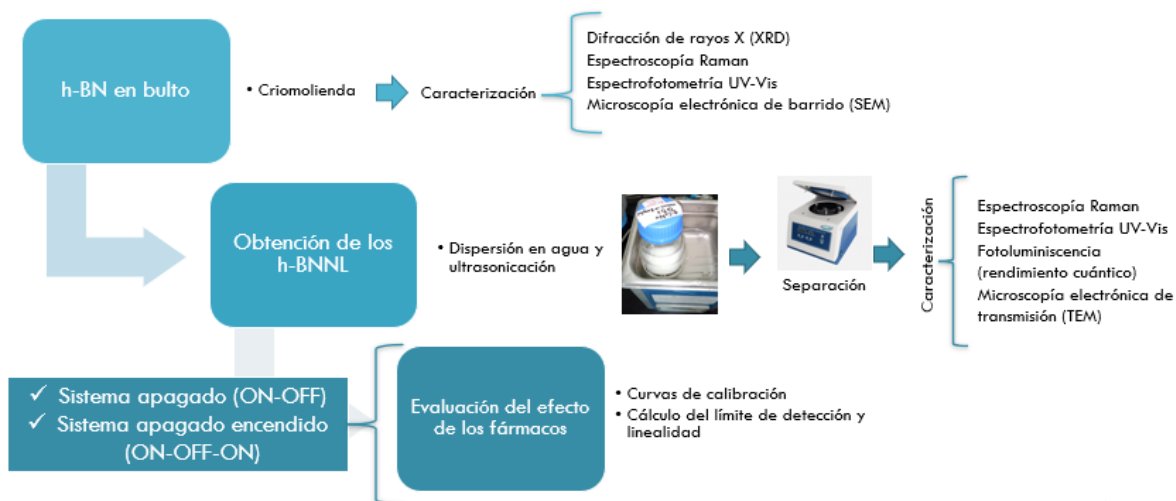 h-BN en bulto
• Criomolienda
Caracterización
Difracción de rayos X (XRD)
Espectroscopía Raman
Espectrofotometría UV-Vis
Microscopía electrónica de barrido (SEM)
Obtención de los
h-BNNL
• Dispersión en agua y
ultrasonicación
Separación
Caracterización
Espectroscopía Raman
Espectrofotometría UV-Vis
Fotoluminiscencia
(rendimiento cuántico)
Microscopía electrónica de
transmisión (TEM)
✓ Sistema apagado (ON-OFF)
✓ Sistema apagado encendido
(ON-OFF-ON)
Evaluación del efecto
de los fármacos
• Curvas de calibración
• Cálculo del límite de detección y
linealidad